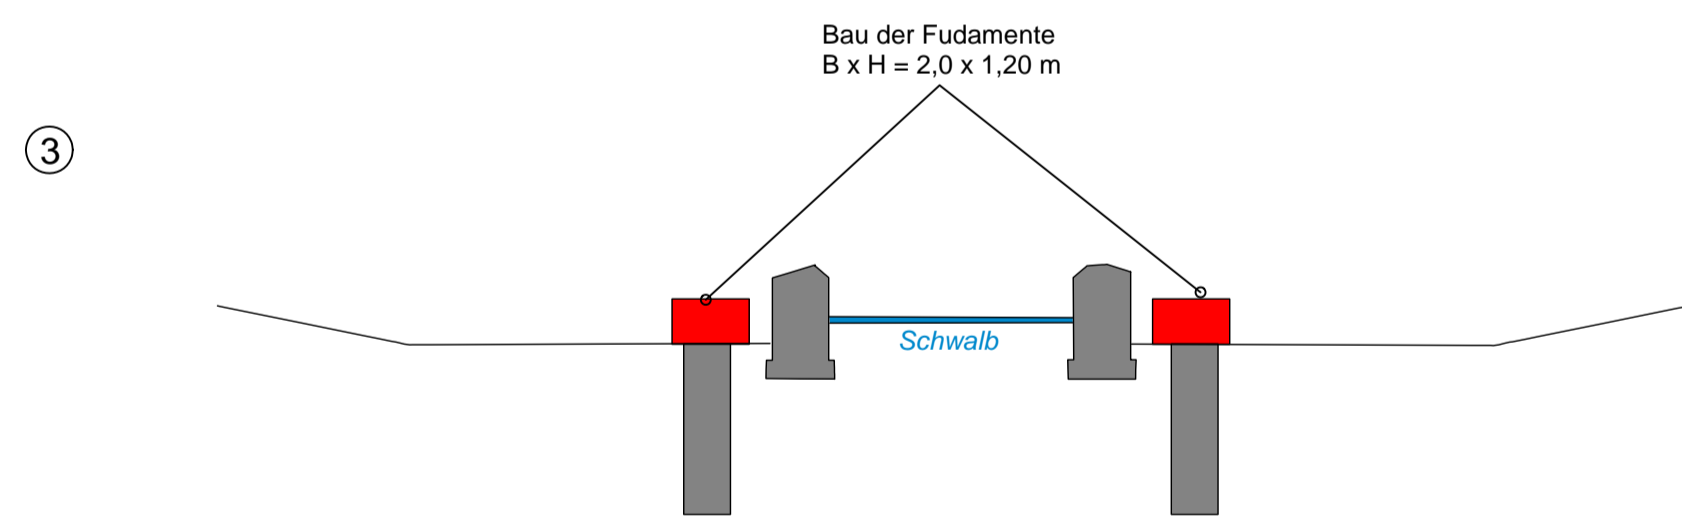 Bau der Fudamente
B x H = 2,0 x 1,20 m
3
Schwalb